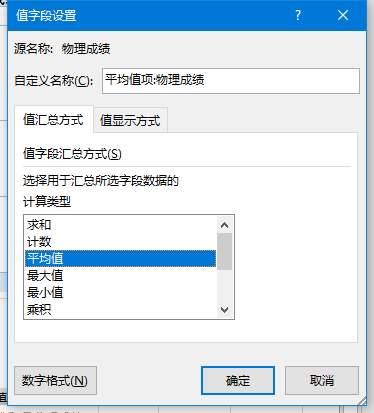 值字段设置
源名称: 物理成绩
自定义名称(C): 平均值项:物理成绩
值汇总方式 值显示方式
值字段汇总方式(S)
选择用于汇总所选字段数据的
计算类型
求和
计数
平均值
最大值
最小值
乘积
数字格式(N) 确定 取消